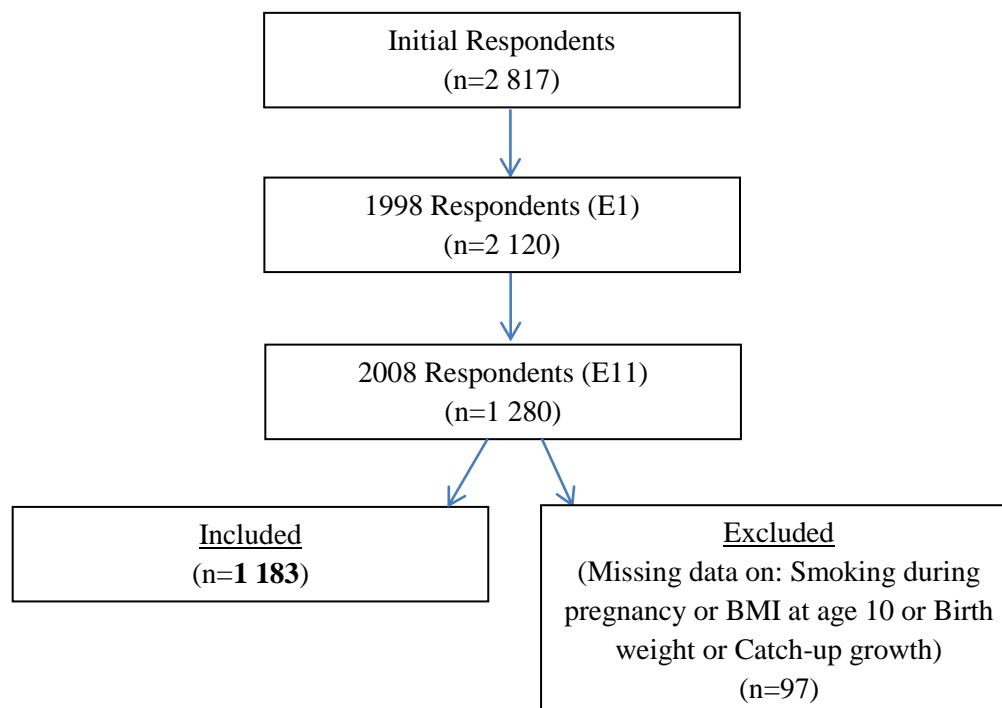 Initial Respondents
(n=2 817)
1998 Respondents (E1)
(n=2 120)
2008 Respondents (E11)
(n=1 280)
Included
(n=1 183)
Excluded
(Missing data on: Smoking during
pregnancy or BMI at age 10 or Birth
weight or Catch-up growth)
(n=97)